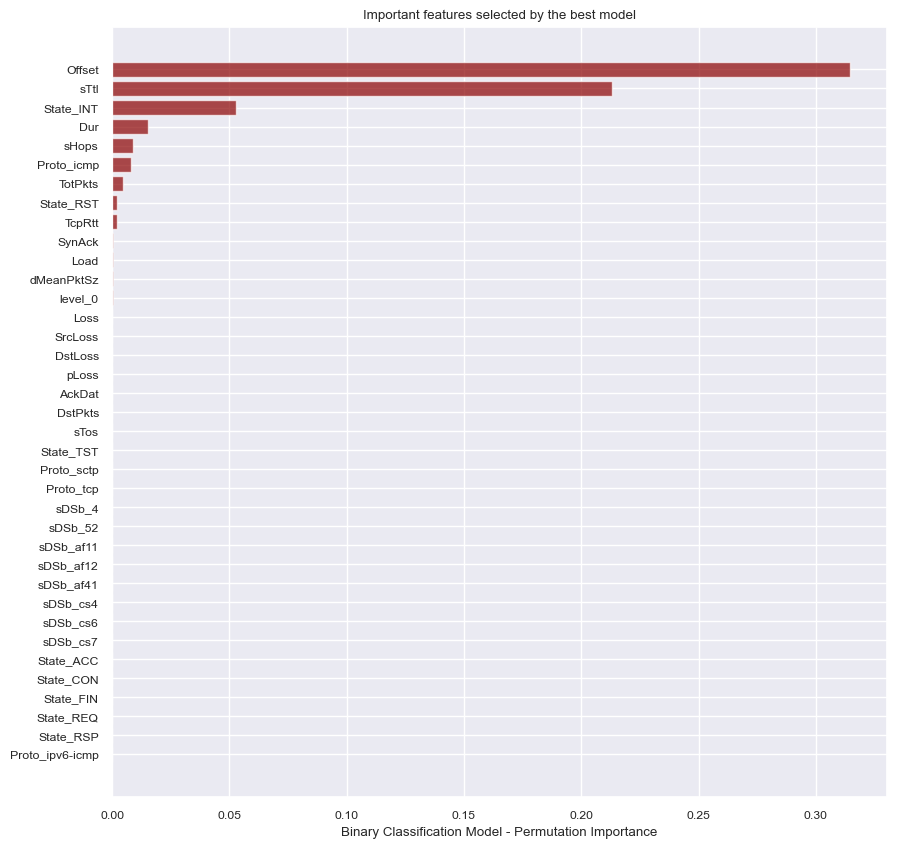 Important features selected by the best model
Offset
sTtl
State_INT
Dur
sHops
Proto_icmp
TotPkts
State_RST
TcpRtt
SynAck
Load
dMeanPktSz
level_0
Loss
SrcLoss
DstLoss
pLoss
AckDat
DstPkts
sTos
State_TST
Proto_sctp
Proto_tcp
sDSb_4
sDSb_52
sDSb_af11
sDSb_af12
sDSb_af41
sDSb_cs4
sDSb_cs6
sDSb_cs7
State_ACC
State_CON
State_FIN
State_REQ
State_RSP
Proto_ipv6-icmp
0.00 0.05 0.10 0.15 0.20 0.25 0.30
Binary Classification Model - Permutation Importance